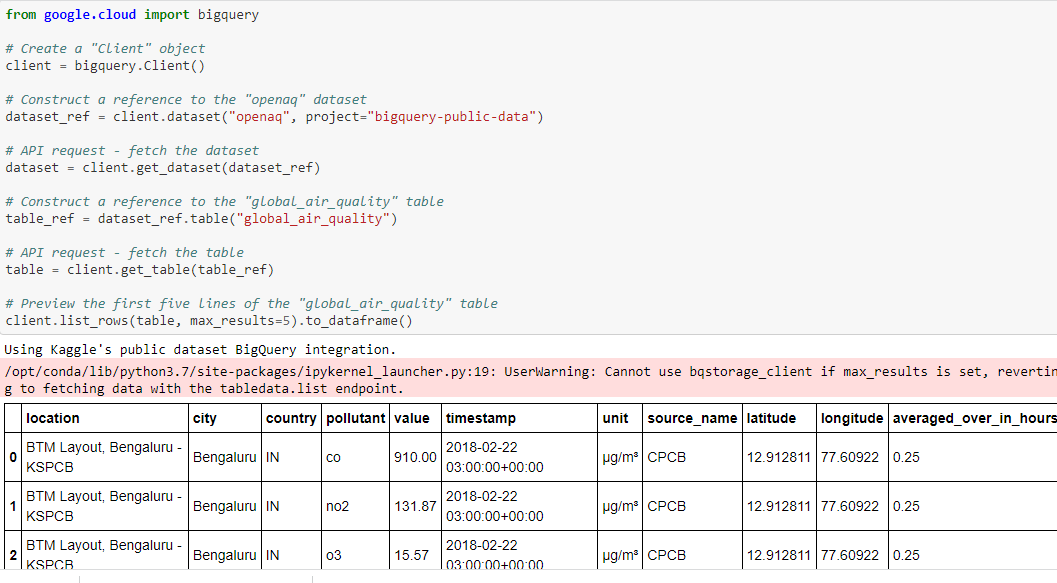 from google.cloud import bigquery
# Create a "Client" object
client = bigquery.Client()
# Construct a reference to the "openaq" dataset
dataset_ref = client.dataset("openaq", project="bigquery-public-data")
# API request - fetch the dataset
dataset = client.get_dataset(dataset_ref)
# Construct a reference to the "global_air_quality" table
table_ref = dataset_ref.table("global_air_quality")
# API request - fetch the table
table = client.get_table(table_ref)
# Preview the first five lines of the "global_air_quality" table
client.list_rows(table, max_results=5).to_dataframe()
Using Kaggle's public dataset BigQuery integration.
/opt/conda/lib/python3.7/site-packages/ipykernel_launcher.py:19: UserWarning: Cannot use bqstorage_client if max_results is set, revertin
g to fetching data with the tabledata.list endpoint.
location city country pollutant value timestamp unit source_name latitude longitude averaged_over_in_hours
0 BTM Layout, Bengaluru - KSPCB Bengaluru IN co 910.00 2018-02-22 03:00:00+00:00 µg/m³ CPCB 12.912811 77.60922 0.25
1 BTM Layout, Bengaluru - KSPCB Bengaluru IN no2 131.87 2018-02-22 03:00:00+00:00 µg/m³ CPCB 12.912811 77.60922 0.25
2 BTM Layout, Bengaluru - KSPCB Bengaluru IN o3 15.57 2018-02-22 03:00:00+00:00 µg/m³ CPCB 12.912811 77.60922 0.25